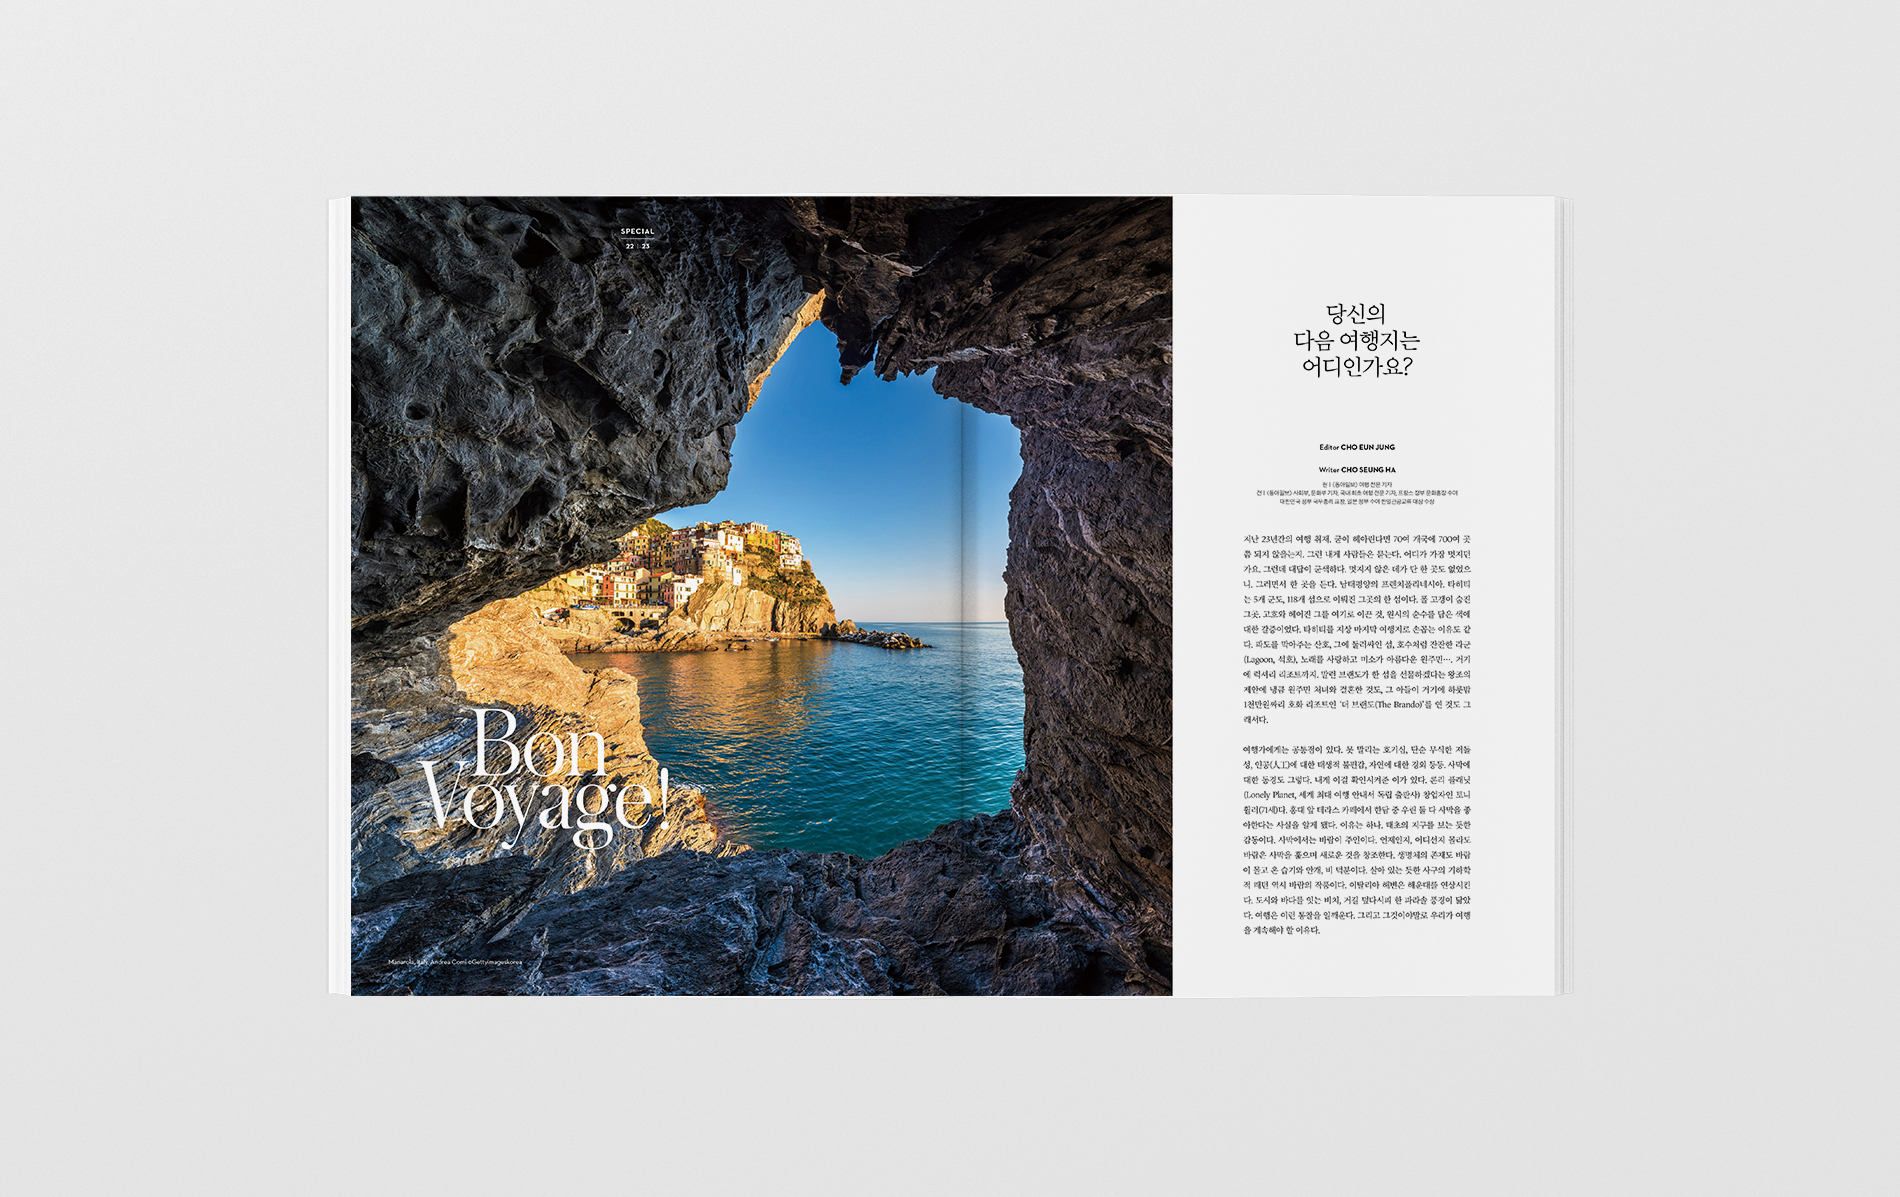 SPECIAL
22 | 23
Bon
Voyage!
Manarola, Italy, Andrea Comi ©Gettyimageskorea
당신의
다음 여행지는
어디인가요?
Editor CHO EUN JUNG
Writer CHO SEUNG HA
현 | <동아일보> 여행 전문 기자
전 | <동아일보> 사회부, 문화부 기자, 국내 최초 여행 전문 기자, 프랑스 정부 문화훈장 수여
대한민국 정부 국무총리 표창, 일본 정부 수여 한일관광교류 대상 수상
지난 23년간의 여행 취재. 굳이 헤아린다면 70여 개국에 700여 곳
쯤 되지 않을는지. 그런 내게 사람들은 묻는다. 어디가 가장 멋지던
가요. 그런데 대답이 군색하다. 멋지지 않은 데가 단 한 곳도 없었으
니. 그러면서 한 곳을 든다. 남태평양의 프렌치폴리네시아. 타히티
는 5개 군도, 118개 섬으로 이뤄진 그곳의 한 섬이다. 폴 고갱이 숨진
그곳. 고흐와 헤어진 그를 여기로 이끈 것, 원시의 순수를 담은 색에
대한 갈증이었다. 타히티를 지상 마지막 여행지로 손꼽는 이유도 같
다. 파도를 막아주는 산호, 그에 둘러싸인 섬, 호수처럼 잔잔한 라군
(Lagoon, 석호), 노래를 사랑하고 미소가 아름다운 원주민…. 거기
에 럭셔리 리조트까지. 말런 브랜도가 한 섬을 선물하겠다는 왕조의
제안에 냉큼 원주민 처녀와 결혼한 것도, 그 아들이 거기에 하룻밤
1천만원짜리 호화 리조트인 '더 브랜도(The Brando)'를 연 것도 그
래서다.
여행가에게는 공통점이 있다. 못 말리는 호기심, 단순 무식한 저돌
성, 인공(人工)에 대한 태생적 불편감, 자연에 대한 경외 등등. 사막에
대한 동경도 그렇다. 내게 이걸 확인시켜준 이가 있다. 론리 플래닛
(Lonely Planet, 세계 최대 여행 안내서 독립 출판사) 창업자인 토니
휠러(71세)다. 홍대 앞 테라스 카페에서 한담 중 우린 둘 다 사막을 좋
아한다는 사실을 알게 됐다. 이유는 하나. 태초의 지구를 보는 듯한
감동이다. 사막에서는 바람이 주인이다. 언제인지, 어디선지 몰라도
바람은 사막을 훑으며 새로운 것을 창조한다. 생명체의 존재도 바람
이 몰고 온 습기와 안개, 비 덕분이다. 살아 있는 듯한 사구의 기하학
적 패턴 역시 바람의 작품이다. 이탈리아 해변은 해운대를 연상시킨
다. 도시와 바다를 잇는 비치, 거길 뒤다시피 한 파라솔 풍경이 닮았
다. 여행은 이런 통찰을 일깨운다. 그리고 그것이야말로 우리가 여행
을 계속해야 할 이유다.